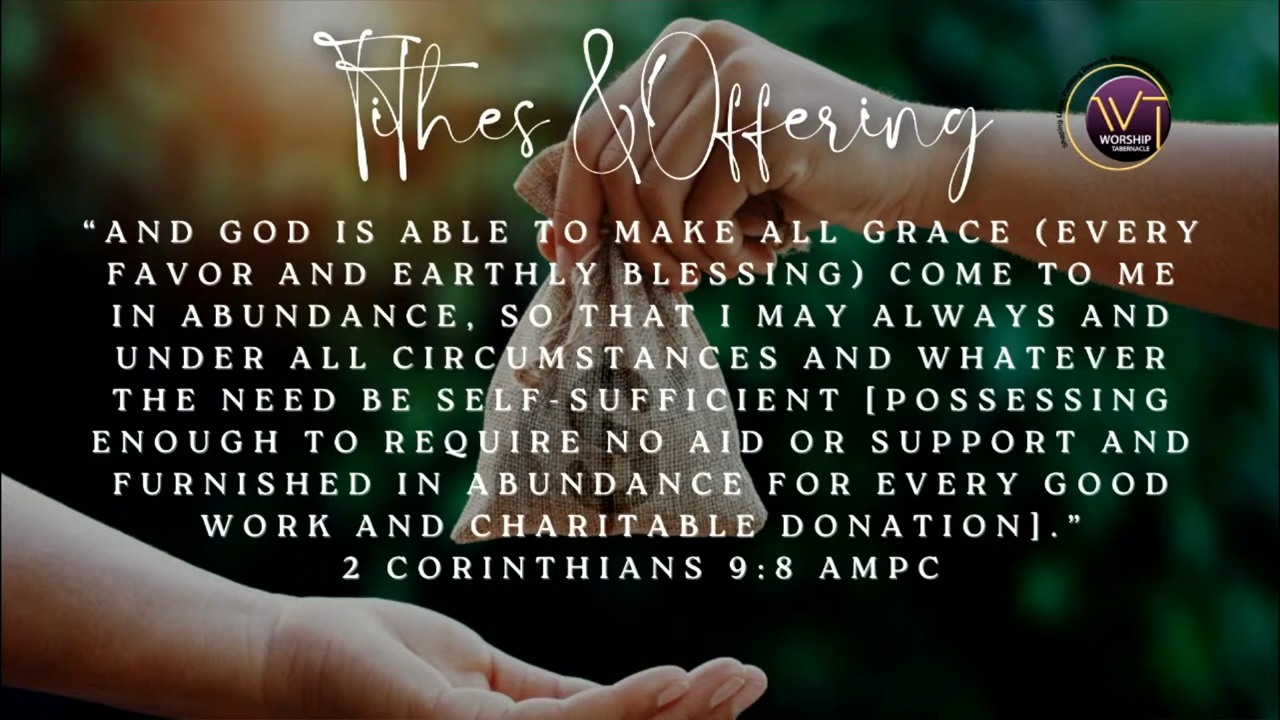 Tithes & Offering
WT
WORSHIP
TABERNACLE
“AND GOD IS ABLE TO MAKE ALL GRACE (EVERY
FAVOR AND EARTHLY BLESSING) COME TO ME
IN ABUNDANCE, SO THAT I MAY ALWAYS AND
UNDER ALL CIRCUMSTANCES AND WHATEVER
THE NEED BE SELF-SUFFICIENT [POSSESSING
ENOUGH TO REQUIRE NO AID OR SUPPORT AND
FURNISHED IN ABUNDANCE FOR EVERY GOOD
WORK AND CHARITABLE DONATION].”
2 CORINTHIANS 9:8 AMPC